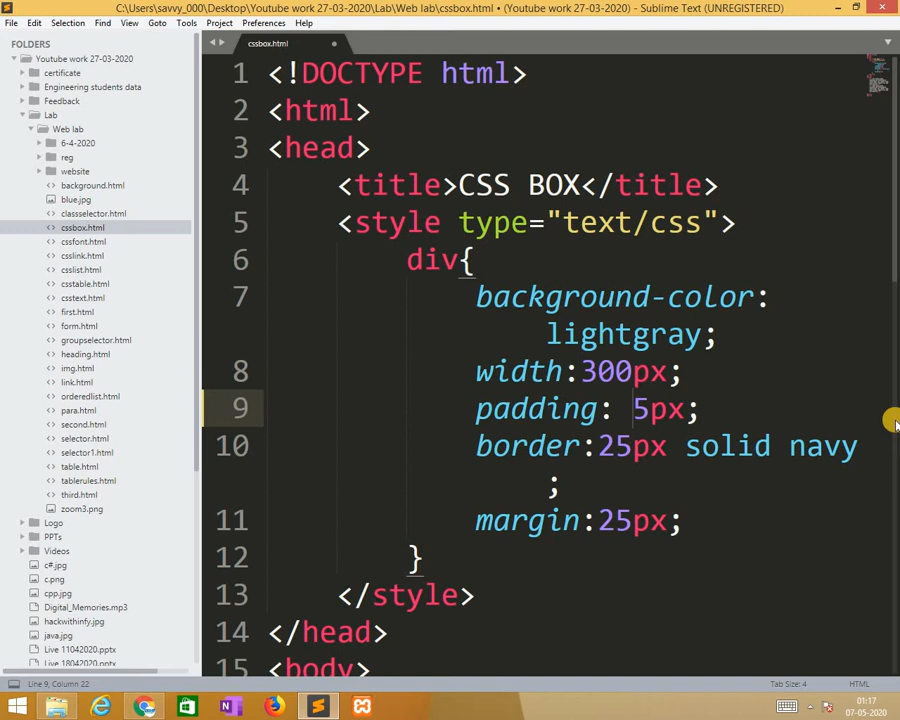 C:\Users\savvy_000\Desktop\Youtube work 27-03-2020\Lab\Web lab\cssbox.html • (Youtube work 27-03-2020) - Sublime Text (UNREGISTERED)
File Edit Selection Find View Goto Tools Project Preferences Help
FOLDERS
Youtube work 27-03-2020
certificate
Engineering students data
Feedback
Lab
Web lab
6-4-2020
reg
website
background.html
blue.jpg
classselector.html
cssbox.html
cssfont.html
csslink.html
csslist.html
csstable.html
csstext.html
first.html
form.html
groupselector.html
heading.html
img.html
link.html
orderedlist.html
para.html
second.html
selector.html
selector1.html
table.html
tablerules.html
third.html
zoom3.png
Logo
PPTs
Videos
c#.jpg
c.png
cpp.jpg
Digital_Memories.mp3
hackwithinfy.jpg
java.jpg
Live 11042020.pptx
Live 18042020.pptx
cssbox.html
1 <!DOCTYPE html>
2 <html>
3 <head>
4 <title>CSS BOX</title>
5 <style type="text/css">
6 div{
7 background-color:
lightgray;
8 width:300px;
9 padding: 5px;
10 border:25px solid navy
;
11 margin:25px;
12 }
13 </style>
14 </head>
15 <body>
Line 9, Column 22
Tab Size: 4
HTML
01:17
07-05-2020